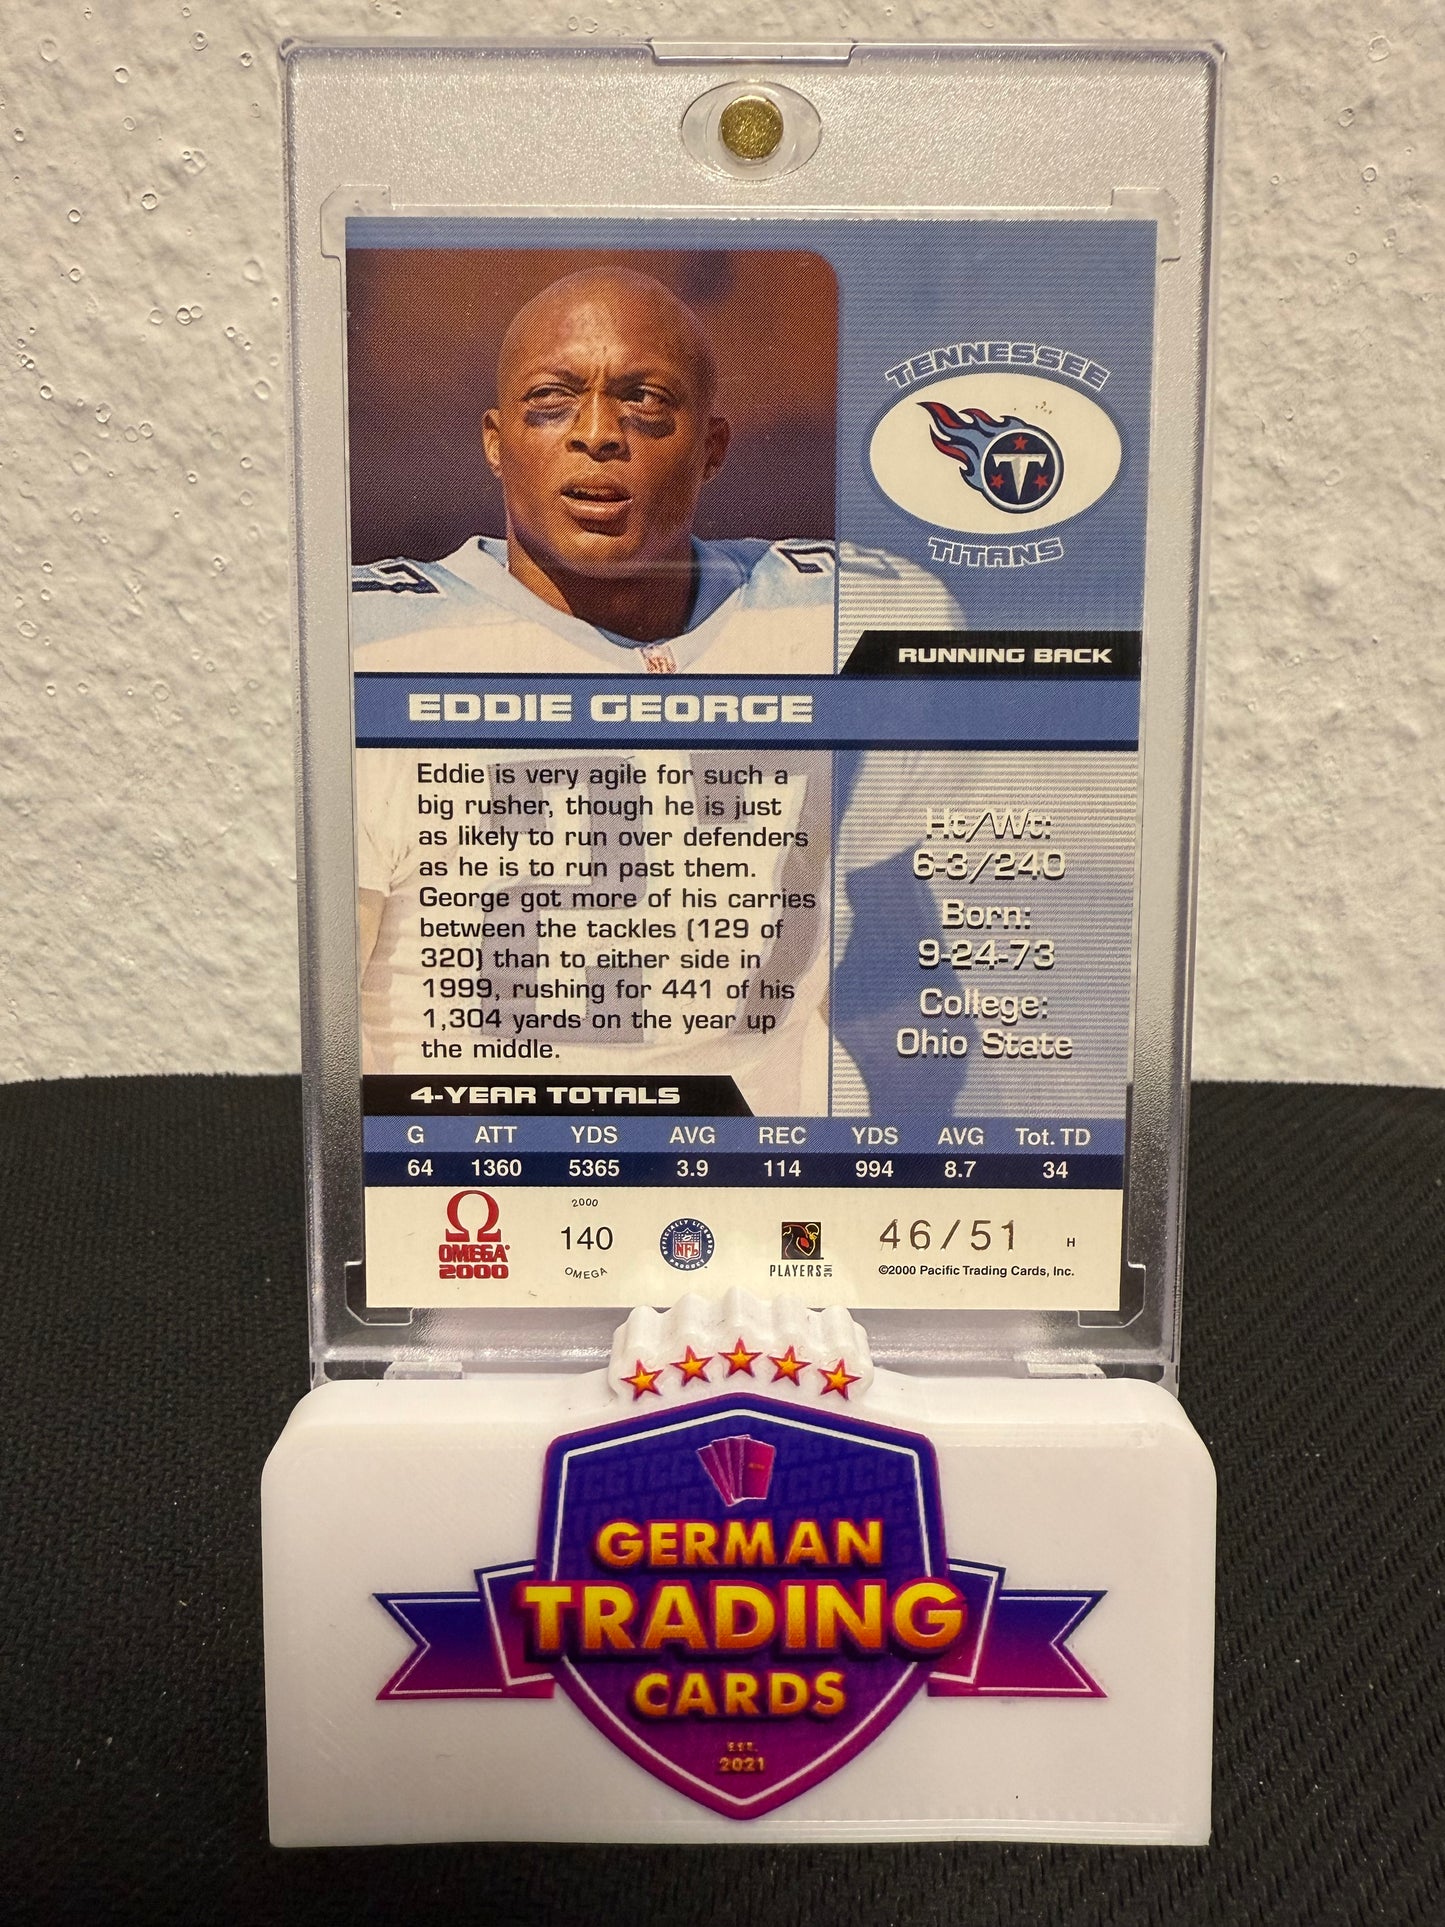 TENNESSEE
T
TITANS
NFL
RUNNING BACK
EDDIE GEORGE
Eddie is very agile for such a
big rusher, though he is just
as likely to run over defenders
as he is to run past them.
George got more of his carries
between the tackles (129 of
320) than to either side in
1999, rushing for 441 of his
1,304 yards on the year up
the middle.
Ht/Wt:
6-3/240
Born:
9-24-73
College:
Ohio State
27
4-YEAR TOTALS
G ATT YDS AVG REC YDS AVG Tot. TD
64 1360 5365 3.9 114 994 8.7 34
Ω
OMEGA
2000
2000
140
OMEGA
OFFICIALLY LICENSED
NFL
PRODUCT
PLAYERS INC
46/51
H
©2000 Pacific Trading Cards, Inc.
GERMAN
TRADING
CARDS
EST.
2021